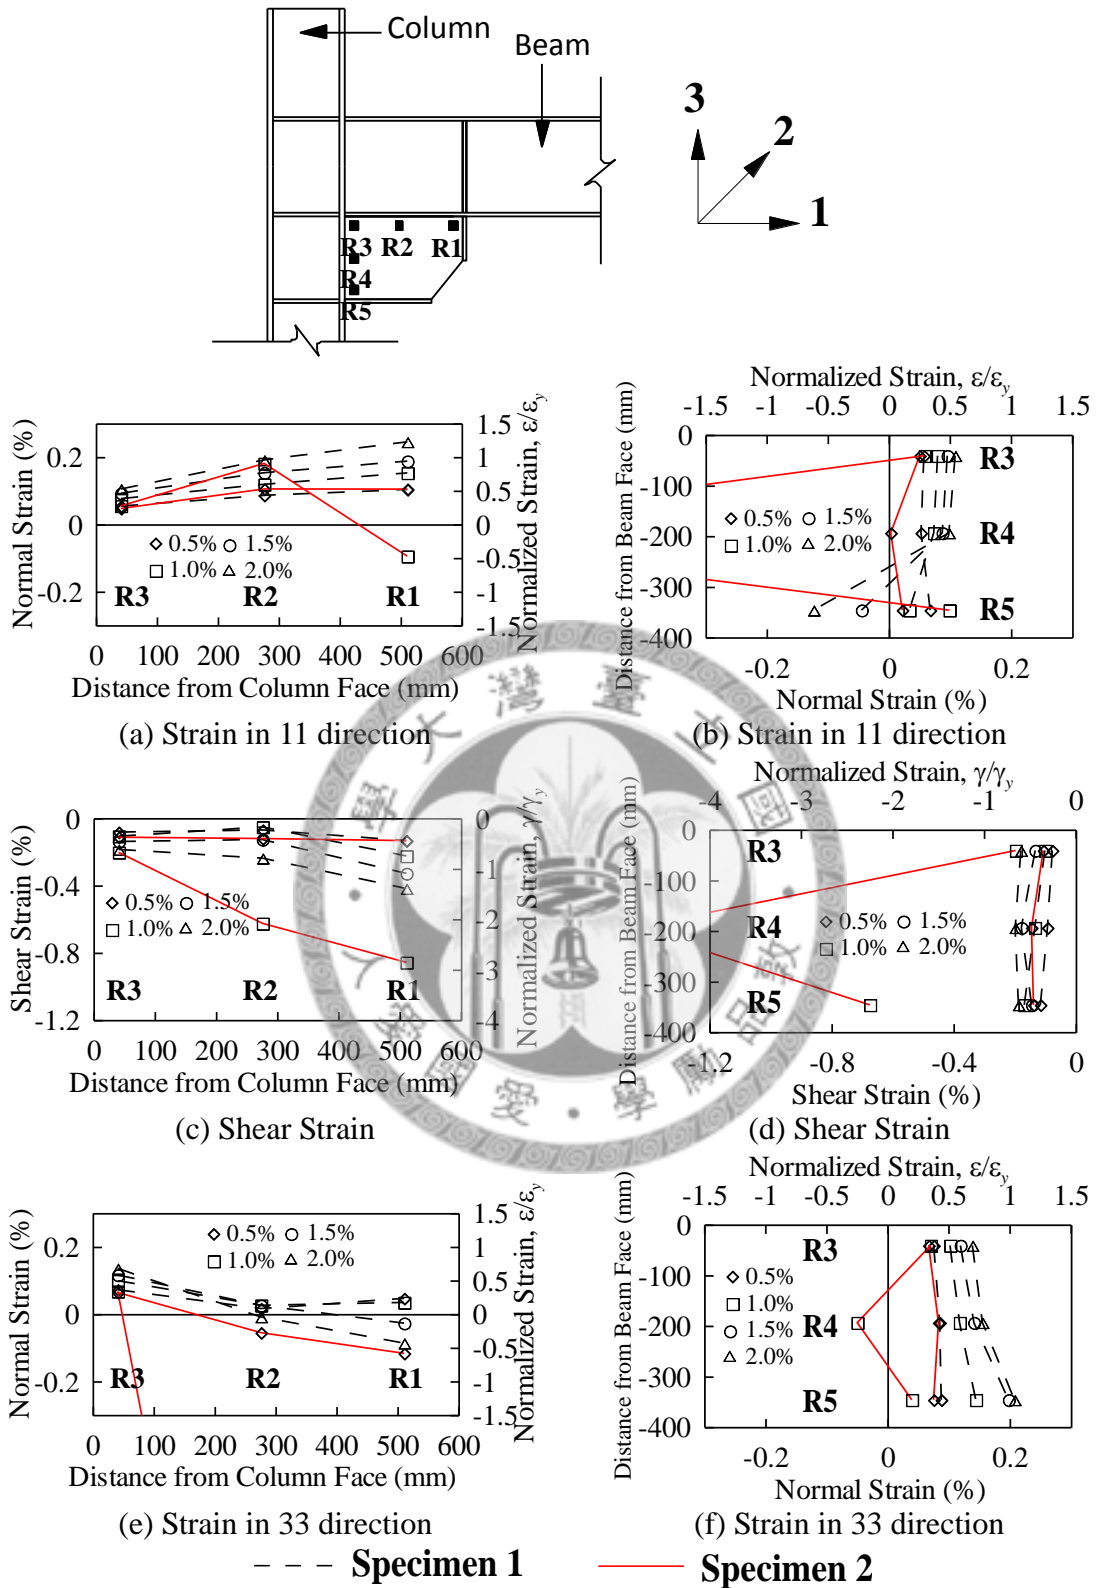 Column
Beam
3
2
1
R3 R2 R1
R4
R5
Normal Strain (%)
0.2
0
-0.2
1.5
1
0.5
0
-0.5
-1
-1.5
Normalized Strain, ε/εy
0.5% 1.5%
1.0% 2.0%
R3 R2 R1
0 100 200 300 400 500 600
Distance from Column Face (mm)
(a) Strain in 11 direction
Normalized Strain, ε/εy
-1.5 -1 -0.5 0 0.5 1 1.5
Distance from Beam Face (mm)
0
-100
-200
-300
-400
0.5% 1.5%
1.0% 2.0%
R3
R4
R5
-0.2 0 0.2
Normal Strain (%)
(b) Strain in 11 direction
Shear Strain (%)
0
-0.4
-0.8
-1.2
0
-1
-2
-3
-4
Normalized Strain, γ/γy
0.5% 1.5%
1.0% 2.0%
R3 R2 R1
0 100 200 300 400 500 600
Distance from Column Face (mm)
(c) Shear Strain
Normalized Strain, γ/γy
-4 -3 -2 -1 0
Distance from Beam Face (mm)
0
-100
-200
-300
-400
R3
R4
R5
0.5% 1.5%
1.0% 2.0%
-1.2 -0.8 -0.4 0
Shear Strain (%)
(d) Shear Strain
Normal Strain (%)
0.2
0
-0.2
1.5
1
0.5
0
-0.5
-1
-1.5
Normalized Strain, ε/εy
0.5% 1.5%
1.0% 2.0%
R3 R2 R1
0 100 200 300 400 500 600
Distance from Column Face (mm)
(e) Strain in 33 direction
Normalized Strain, ε/εy
-1.5 -1 -0.5 0 0.5 1 1.5
Distance from Beam Face (mm)
0
-100
-200
-300
-400
R3
R4
R5
0.5%
1.0%
1.5%
2.0%
-0.2 0 0.2
Normal Strain (%)
(f) Strain in 33 direction
Specimen 1 Specimen 2